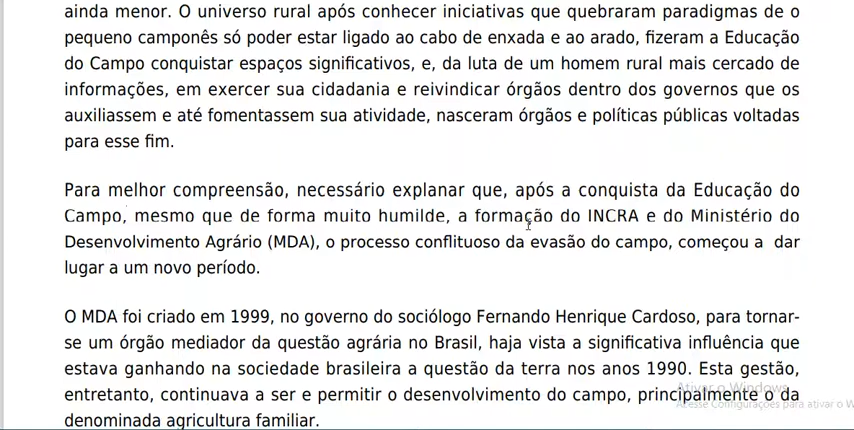 ainda menor. O universo rural após conhecer iniciativas que quebraram paradigmas de o
pequeno camponês só poder estar ligado ao cabo de enxada e ao arado, fizeram a Educação
do Campo conquistar espaços significativos, e, da luta de um homem rural mais cercado de
informações, em exercer sua cidadania e reivindicar órgãos dentro dos governos que os
auxiliassem e até fomentassem sua atividade, nasceram órgãos e políticas públicas voltadas
para esse fim.
Para melhor compreensão, necessário explanar que, após a conquista da Educação do
Campo, mesmo que de forma muito humilde, a formação do INCRA e do Ministério do
Desenvolvimento Agrário (MDA), o processo conflituoso da evasão do campo, começou a dar
lugar a um novo período.
O MDA foi criado em 1999, no governo do sociólogo Fernando Henrique Cardoso, para tornar-
se um órgão mediador da questão agrária no Brasil, haja vista a significativa influência que
estava ganhando na sociedade brasileira a questão da terra nos anos 1990. Esta gestão,
entretanto, continuava a ser e permitir o desenvolvimento do campo, principalmente o da
denominada agricultura familiar.
Ativar o Windows
Acesse Configurações para ativar o W